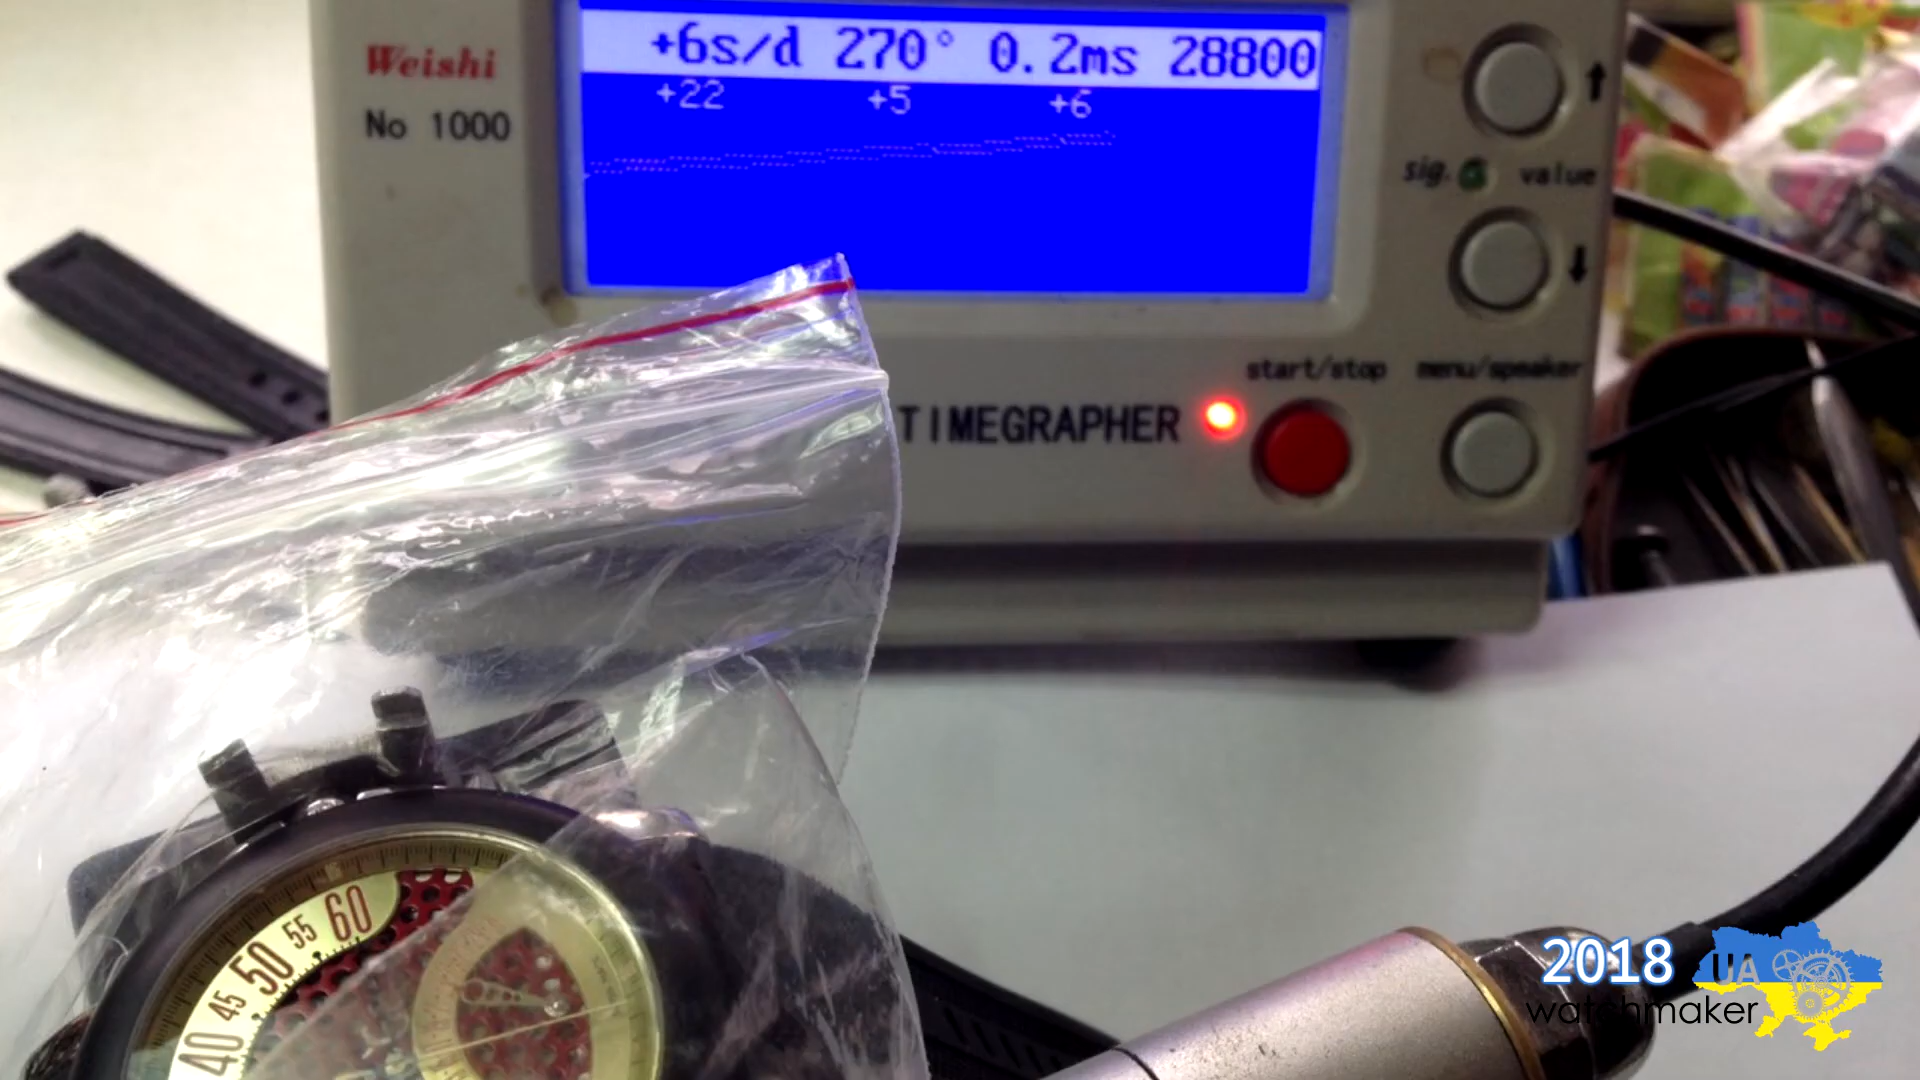 Weishi
No 1000
+6s/d 270° 0.2ms 28800
+22 +5 +6
sig. value
start/stop menu/speaker
TIMEGRAPHER
60
55
50
45
40
2018
UA
watchmaker